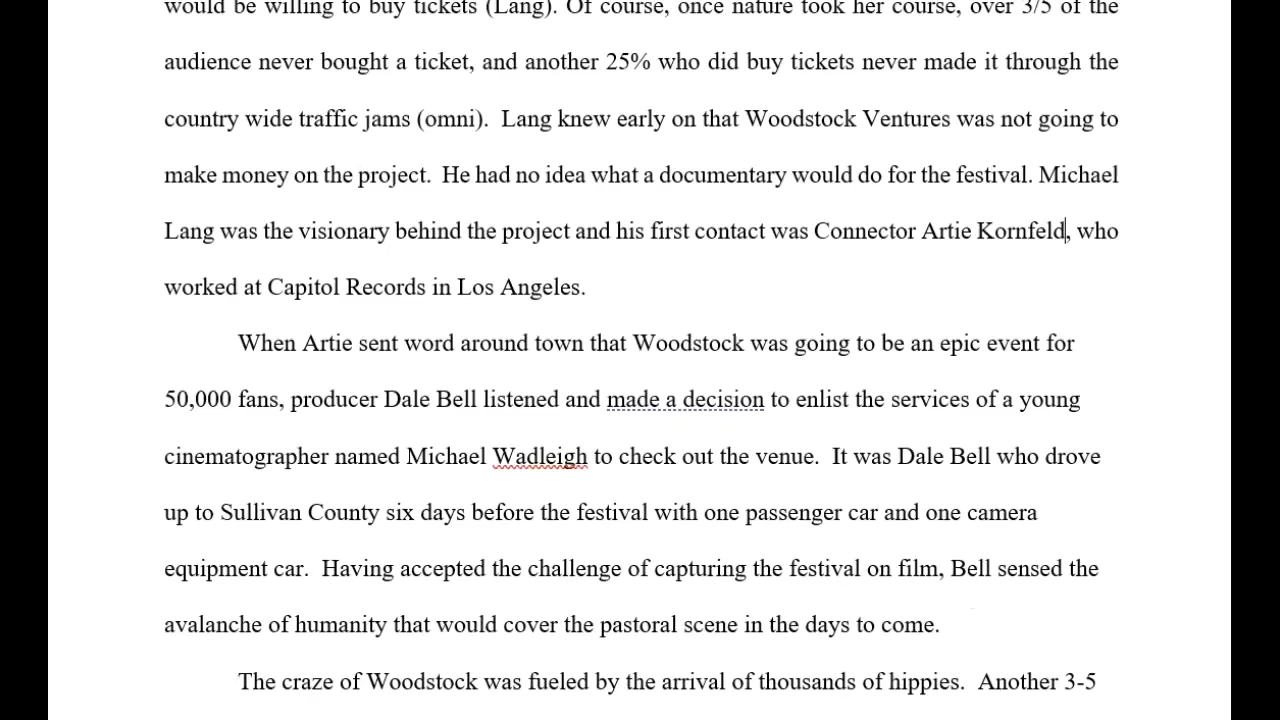 would be willing to buy tickets (Lang). Of course, once nature took her course, over 3/5 of the
audience never bought a ticket, and another 25% who did buy tickets never made it through the
country wide traffic jams (omni).  Lang knew early on that Woodstock Ventures was not going to
make money on the project.  He had no idea what a documentary would do for the festival. Michael
Lang was the visionary behind the project and his first contact was Connector Artie Kornfeld, who
worked at Capitol Records in Los Angeles.
When Artie sent word around town that Woodstock was going to be an epic event for
50,000 fans, producer Dale Bell listened and made a decision to enlist the services of a young
cinematographer named Michael Wadleigh to check out the venue.  It was Dale Bell who drove
up to Sullivan County six days before the festival with one passenger car and one camera
equipment car.  Having accepted the challenge of capturing the festival on film, Bell sensed the
avalanche of humanity that would cover the pastoral scene in the days to come.
The craze of Woodstock was fueled by the arrival of thousands of hippies.  Another 3-5